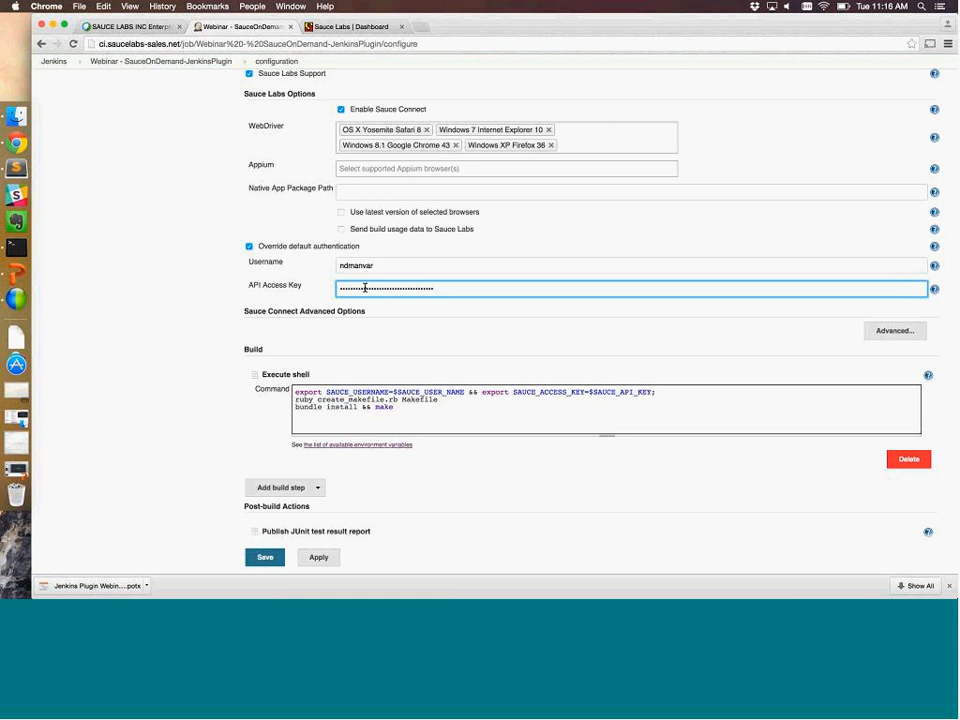 Chrome File Edit View History Bookmarks People Window Help Tue 11:16 AM
SAUCE LABS INC Enterp Webinar - SauceOnDeman Sauce Labs | Dashboard
ci.saucelabs-sales.net/job/Webinar%20-%20SauceOnDemand-JenkinsPlugin/configure
Jenkins Webinar - SauceOnDemand-JenkinsPlugin configuration
Sauce Labs Support
Sauce Labs Options
Enable Sauce Connect
WebDriver
OS X Yosemite Safari 8 Windows 7 Internet Explorer 10
Windows 8.1 Google Chrome 43 Windows XP Firefox 36
Appium Select supported Appium browser(s)
Native App Package Path
Use latest version of selected browsers
Send build usage data to Sauce Labs
Override default authentication
Username ndmanvar
API Access Key
Sauce Connect Advanced Options
Advanced...
Build
Execute shell
Command export SAUCE_USERNAME=$SAUCE_USER_NAME && export SAUCE_ACCESS_KEY=$SAUCE_API_KEY;
ruby create_makefile.rb Makefile
bundle install && make
See the list of available environment variables
Delete
Add build step
Post-build Actions
Publish JUnit test result report
Save Apply
Jenkins Plugin Webin....potx Show All